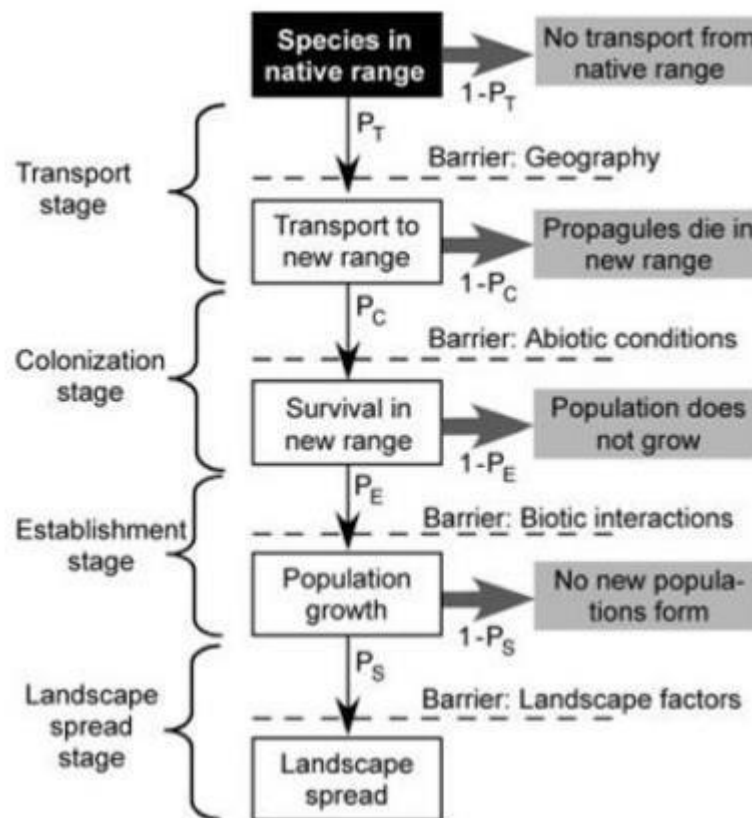 Species in
native range
No transport from
native range
1-PT
PT
Barrier: Geography
Transport
stage
Transport to
new range
Propagules die in
new range
1-PC
PC
Barrier: Abiotic conditions
Colonization
stage
Survival in
new range
Population does
not grow
1-PE
PE
Barrier: Biotic interactions
Establishment
stage
Population
growth
No new popula-
tions form
1-PS
PS
Barrier: Landscape factors
Landscape
spread
stage
Landscape
spread